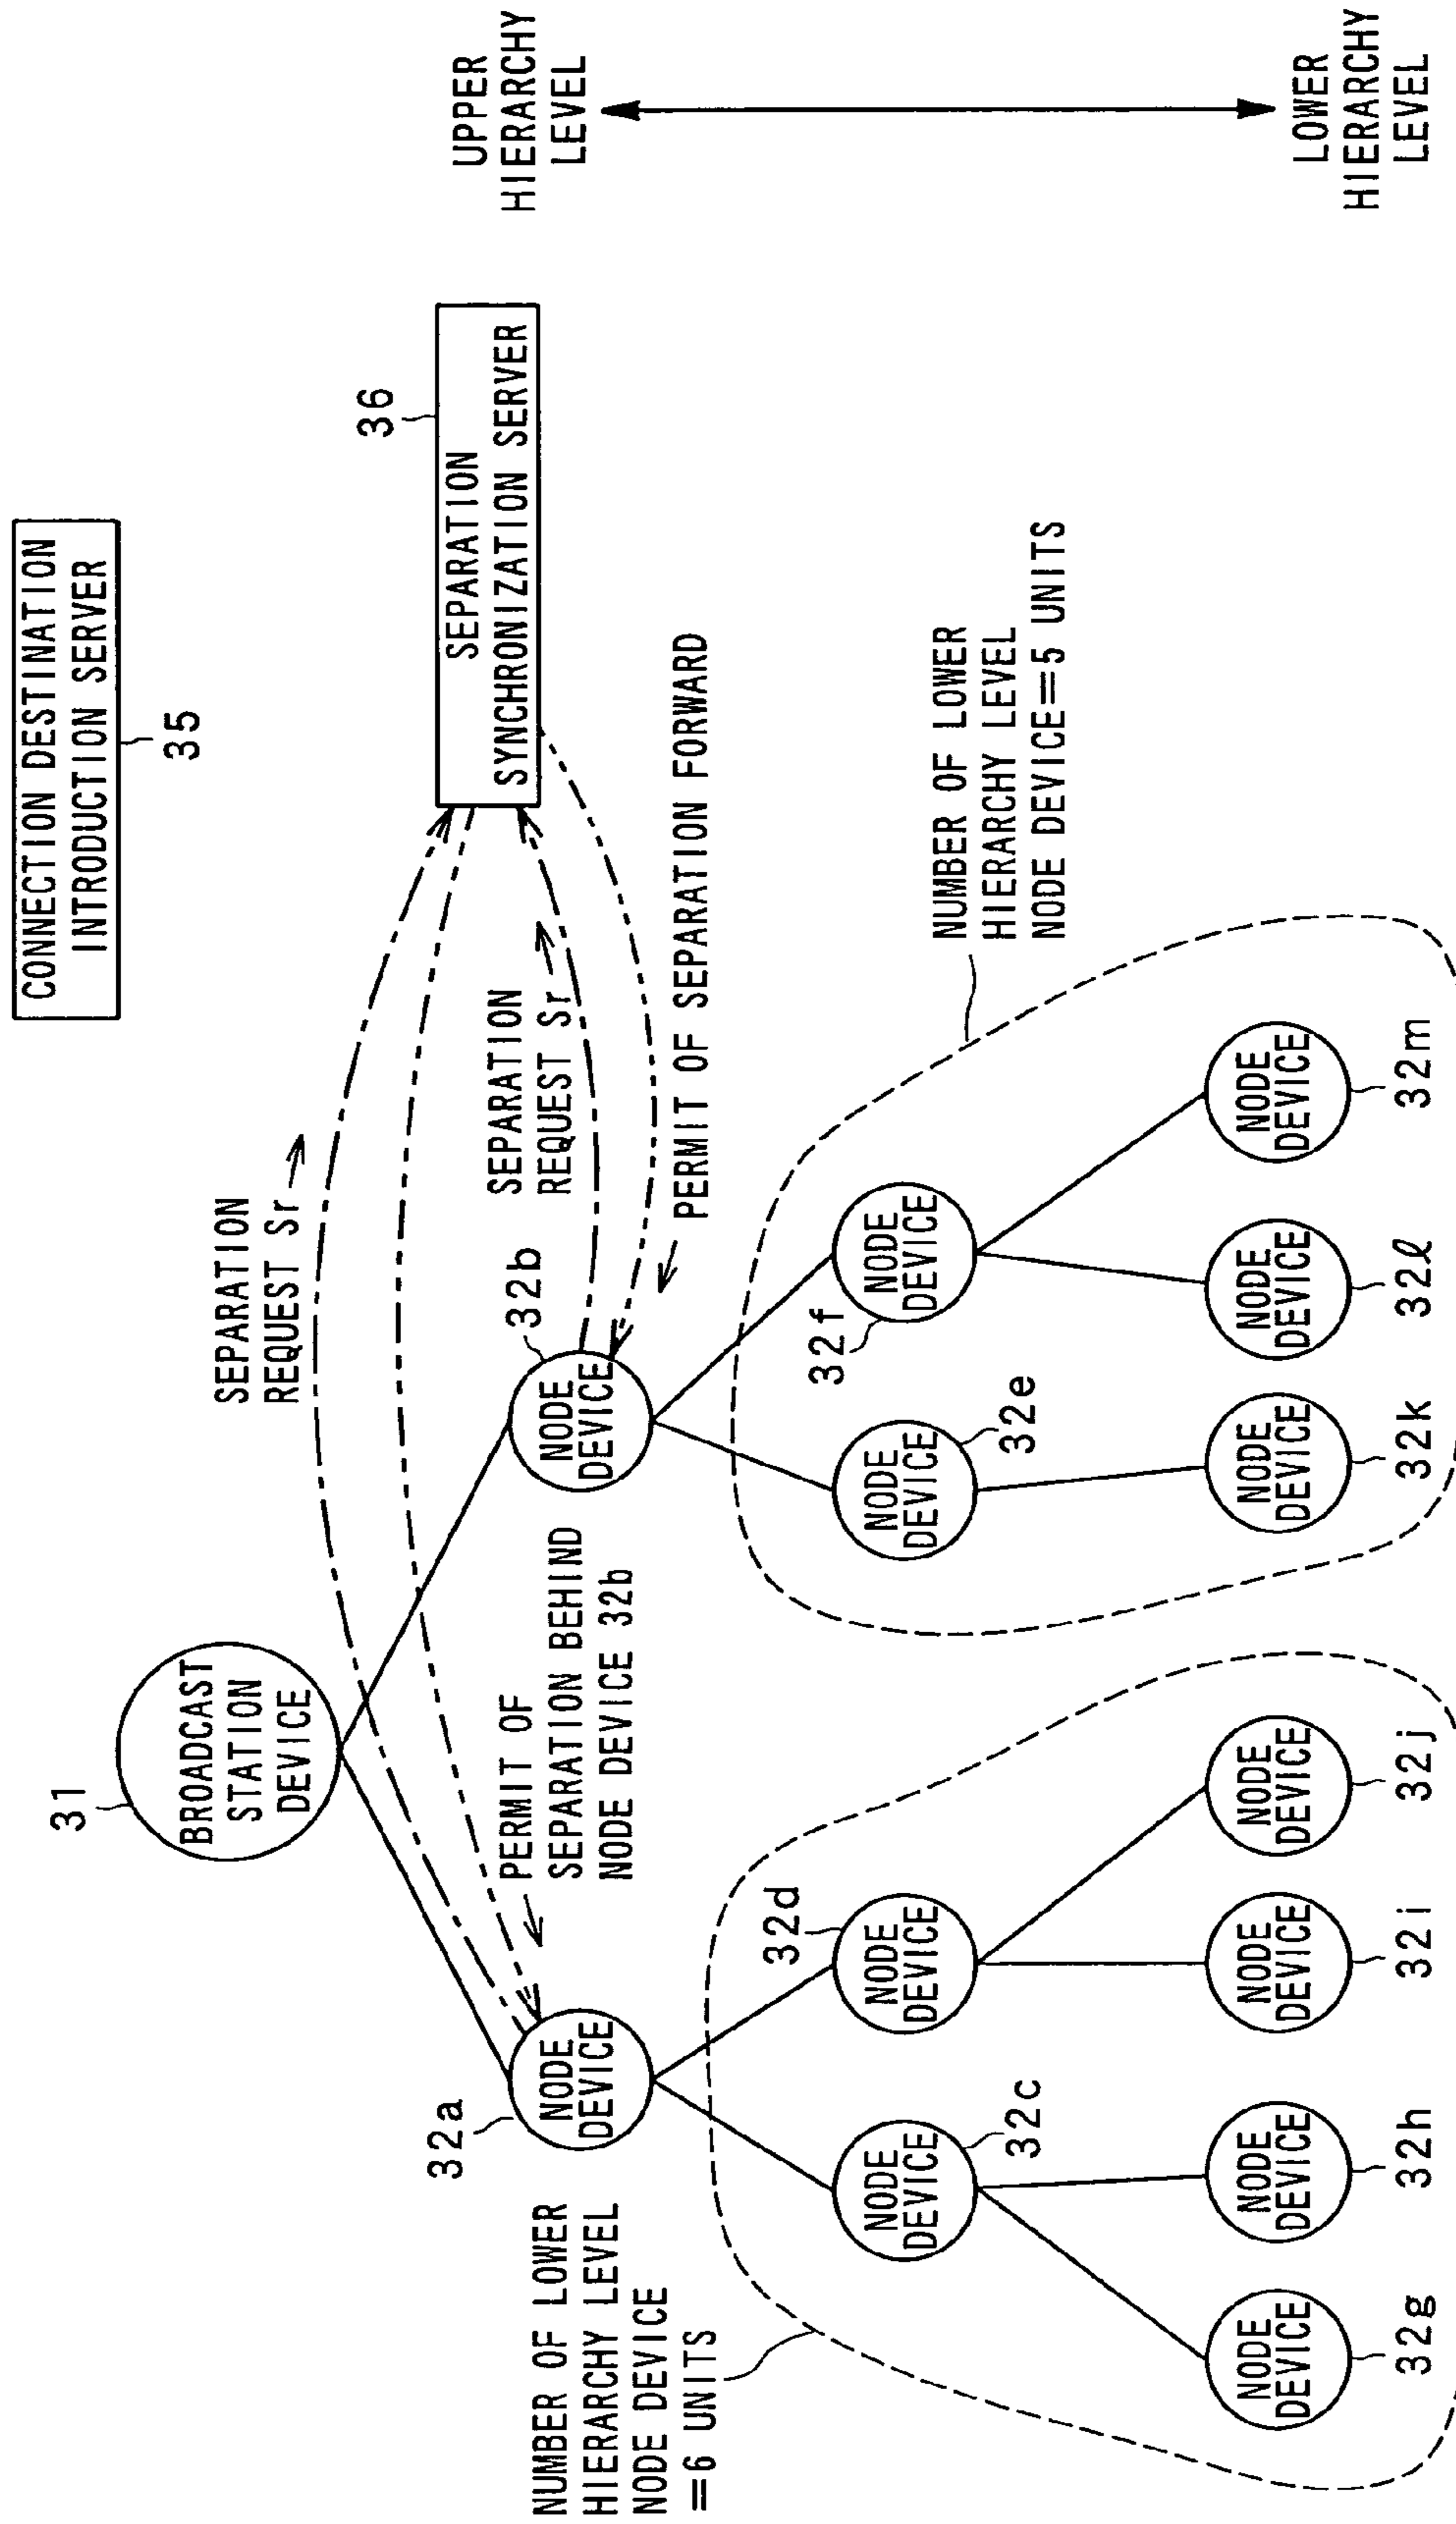 CONNECTION DESTINATION
INTRODUCTION SERVER
35
31
BROADCAST
STATION
DEVICE
SEPARATION
REQUEST Sr
36
SEPARATION
SYNCHRONIZATION SERVER
UPPER
HIERARCHY
LEVEL
32a
NODE
DEVICE
PERMIT OF
SEPARATION BEHIND
NODE DEVICE 32b
32b
NODE
DEVICE
SEPARATION
REQUEST Sr
PERMIT OF SEPARATION FORWARD
NUMBER OF LOWER
HIERARCHY LEVEL
NODE DEVICE
=6 UNITS
NUMBER OF LOWER
HIERARCHY LEVEL
NODE DEVICE=5 UNITS
NODE
DEVICE
32c
32d
NODE
DEVICE
NODE
DEVICE
32e
32f
NODE
DEVICE
NODE
DEVICE
32g
NODE
DEVICE
32h
NODE
DEVICE
32i
NODE
DEVICE
32j
NODE
DEVICE
32k
NODE
DEVICE
32ℓ
NODE
DEVICE
32m
LOWER
HIERARCHY
LEVEL